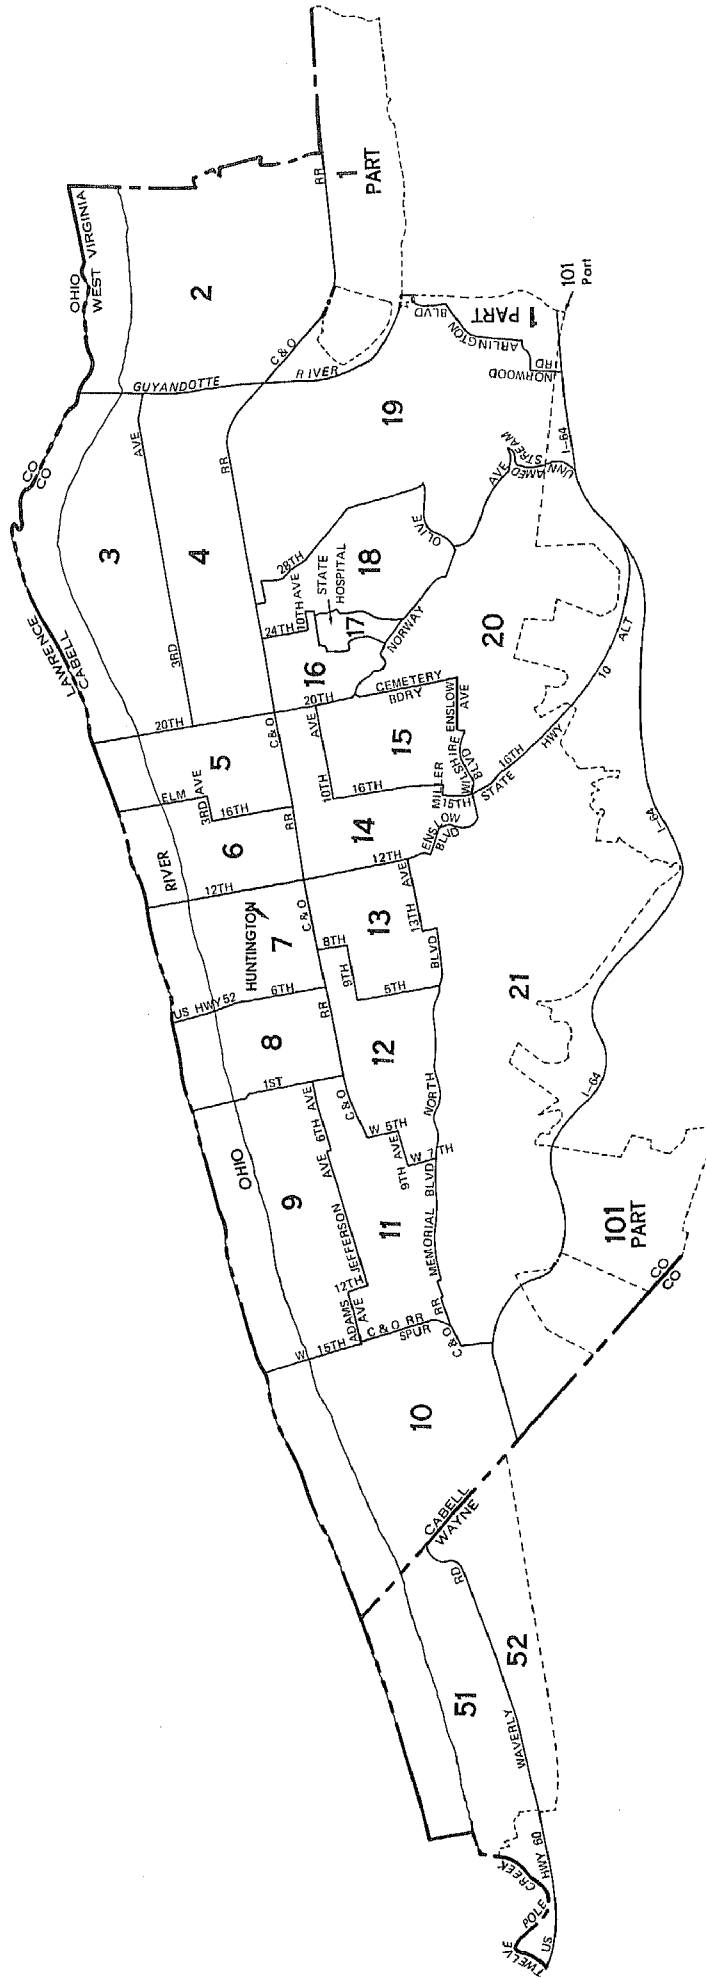 OHIO
WEST VIRGINIA
RR
1
PART
2
101
Part
1 PART
ARLINGTON
BLVD
NORWOOD
RD
I-64
C & O
GUYANDOTTE
RIVER
CO
CO
AVE
RR
19
UNNAMED
STREAM
3
4
28TH
OLIVE
AVE
18
STATE
HOSPITAL
10TH AVE
24TH
17
NORWAY
20
ALT
10
LAWRENCE
CABELL
3RD
16
20TH
CEMETERY
BDRY
20TH
C & O
AVE
15
ENSLOW
AVE
WILTSHIRE
BLVD
MILLER
16TH
HWY
STATE
5
ELM
3RD AVE
16TH
10TH
16TH
15TH
RR
6
14
ENSLOW
BLVD
I-64
RIVER
12TH
12TH
AVE
C & O
HUNTINGTON
7
8TH
13
13TH
9TH
BLVD
5TH
US HWY 52
6TH
RR
21
8
12
1ST
6TH AVE
C & O
NORTH
I-64
W 5TH
9TH AVE
W 7TH
OHIO
9
AVE
JEFFERSON
11
MEMORIAL BLVD
101
PART
CO
CO
12TH
ADAMS
AVE
W 15TH
C & O RR
SPUR
RR
C & O
10
CABELL
WAYNE
RD
51
52
WAVERLY
HWY 60
US
TWELVE
POLE
CREEK